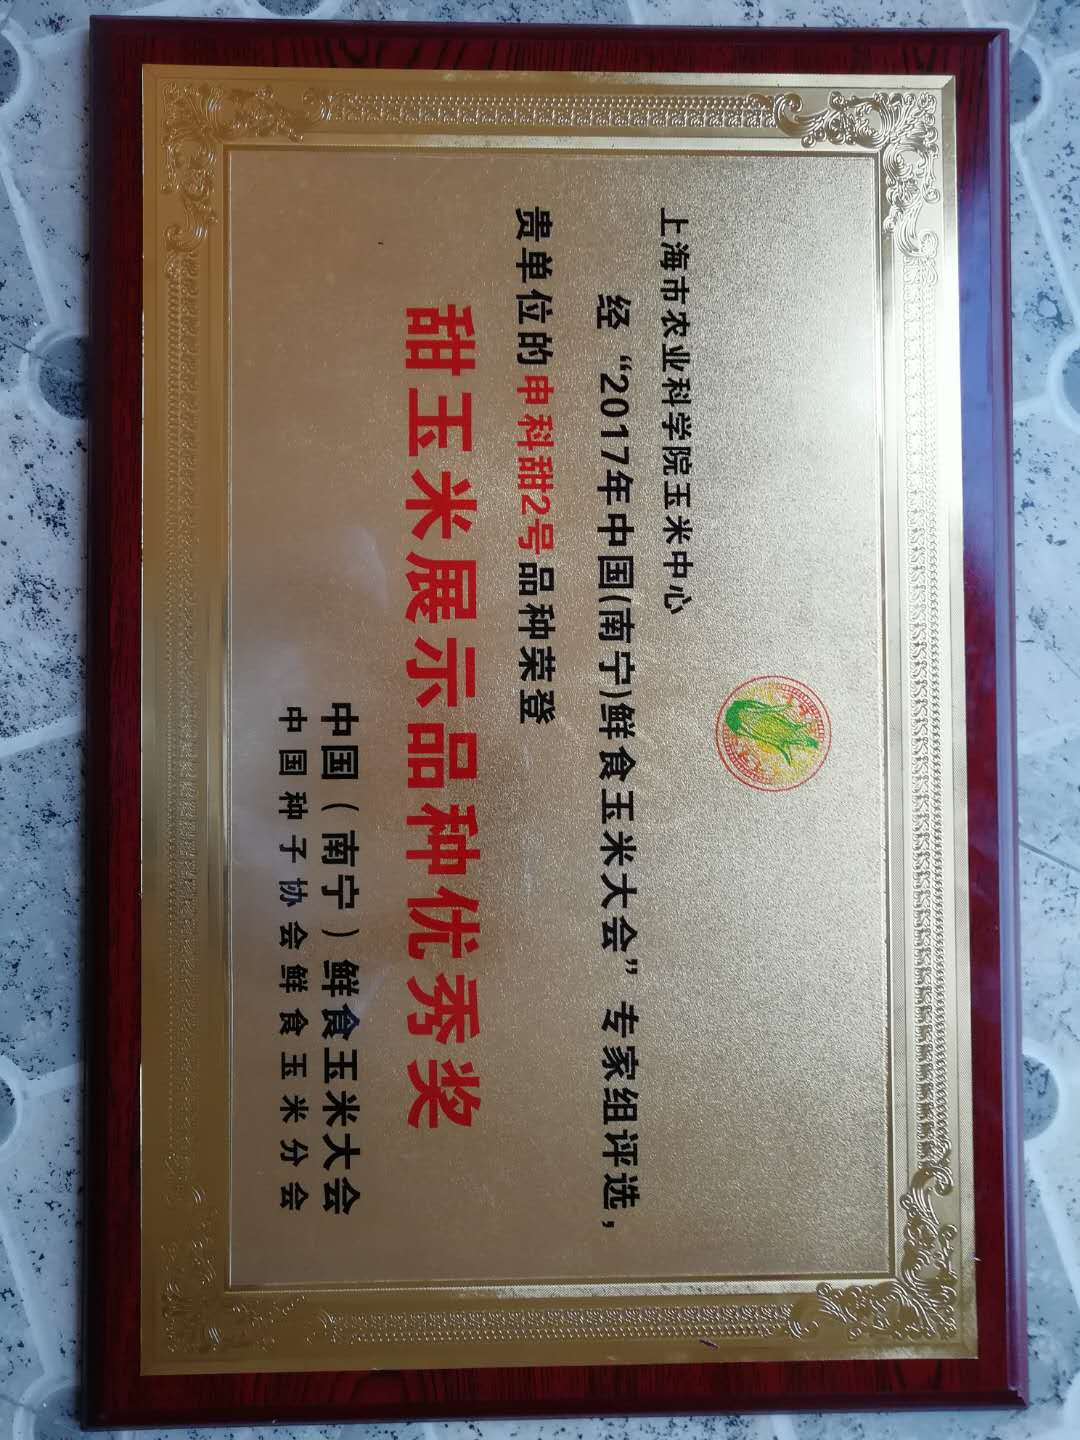 上海市农业科学院玉米中心
经“2017年中国(南宁)鲜食玉米大会”专家组评选，
贵单位的申科甜2号品种荣登
甜玉米展示品种优秀奖
中国（南宁）鲜食玉米大会
中国种子协会鲜食玉米分会